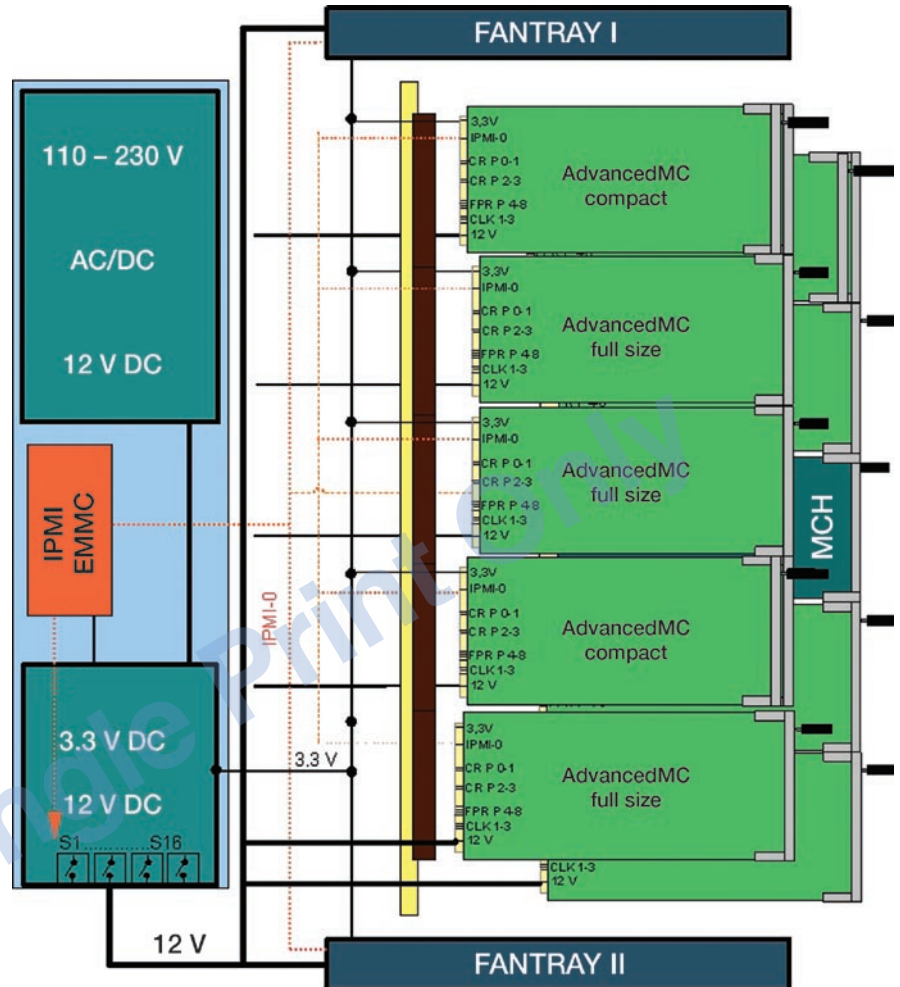 FANTRAY I
110 – 230 V
AC/DC
12 V DC
IPMI
EMMC
3.3 V DC
12 V DC
S1..............S16
12 V
3.3 V
IPMI-0
3,3V
IPMI-0
CR P 0-1
CR P 2-3
FPR P 4-8
CLK 1-3
12 V
AdvancedMC
compact
3,3V
IPMI-0
CR P 0-1
CR P 2-3
FPR P 4-8
CLK 1-3
12 V
AdvancedMC
full size
3,3V
IPMI-0
CR P 0-1
CR P 2-3
FPR P 4-8
CLK 1-3
12 V
AdvancedMC
full size
MCH
3,3V
IPMI-0
CR P 0-1
CR P 2-3
FPR P 4-8
CLK 1-3
12 V
AdvancedMC
compact
3,3V
IPMI-0
CR P 0-1
CR P 2-3
FPR P 4-8
CLK 1-3
12 V
AdvancedMC
full size
CLK 1-3
12 V
FANTRAY II
Print Only